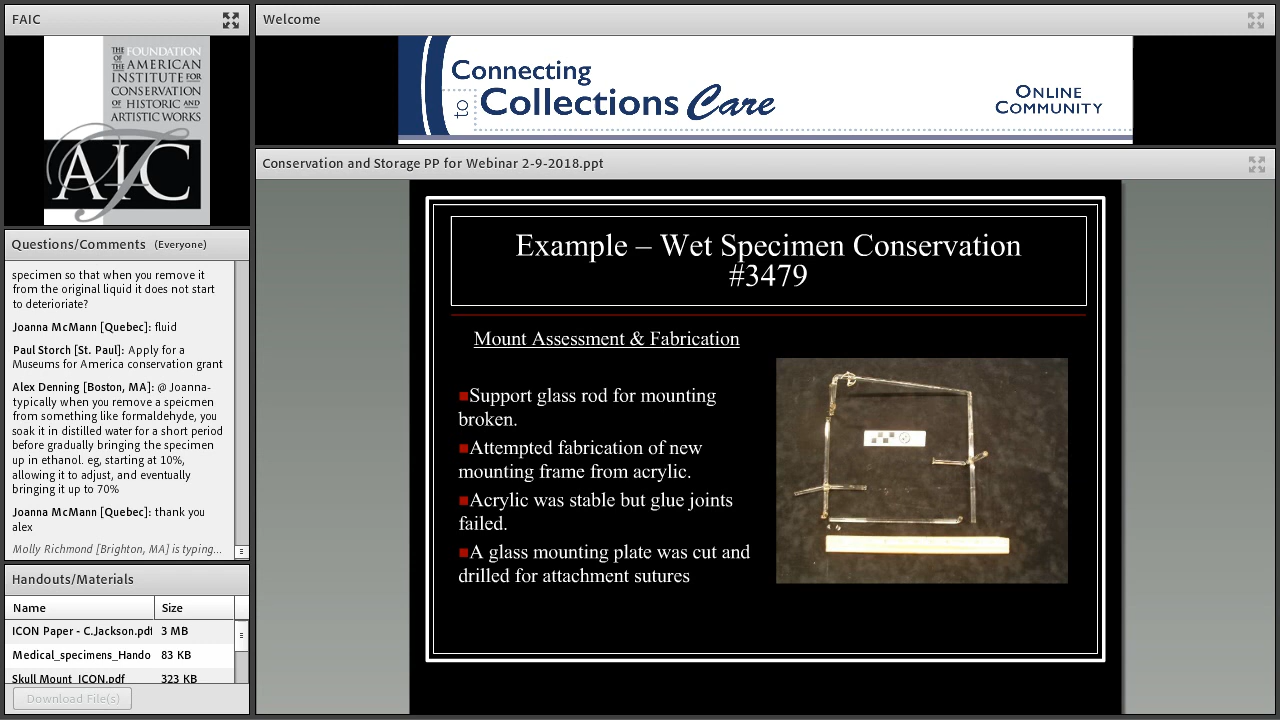 FAIC
THE FOUNDATION
OF THE AMERICAN
INSTITUTE FOR
CONSERVATION
OF HISTORIC AND
ARTISTIC WORKS
AIC
Welcome
Connecting
to Collections Care
ONLINE
COMMUNITY
Questions/Comments (Everyone)
specimen so that when you remove it
from the original liquid it does not start
to deterioriate?
Joanna McMann [Quebec]: fluid
Paul Storch [St. Paul]: Apply for a
Museums for America conservation grant
Alex Denning [Boston, MA]: @ Joanna-
typically when you remove a speicmen
from something like formaldehyde, you
soak it in distilled water for a short period
before gradually bringing the specimen
up in ethanol. eg, starting at 10%,
allowing it to adjust, and eventually
bringing it up to 70%
Joanna McMann [Quebec]: thank you
alex
Molly Richmond [Brighton, MA] is typing...
Handouts/Materials
Name Size
ICON Paper - C.Jackson.pdf 3 MB
Medical_specimens_Hando 83 KB
Skull Mount_ICON.pdf 323 KB
Download File(s)
Conservation and Storage PP for Webinar 2-9-2018.ppt
Example – Wet Specimen Conservation
#3479
Mount Assessment & Fabrication
Support glass rod for mounting
broken.
Attempted fabrication of new
mounting frame from acrylic.
Acrylic was stable but glue joints
failed.
A glass mounting plate was cut and
drilled for attachment sutures